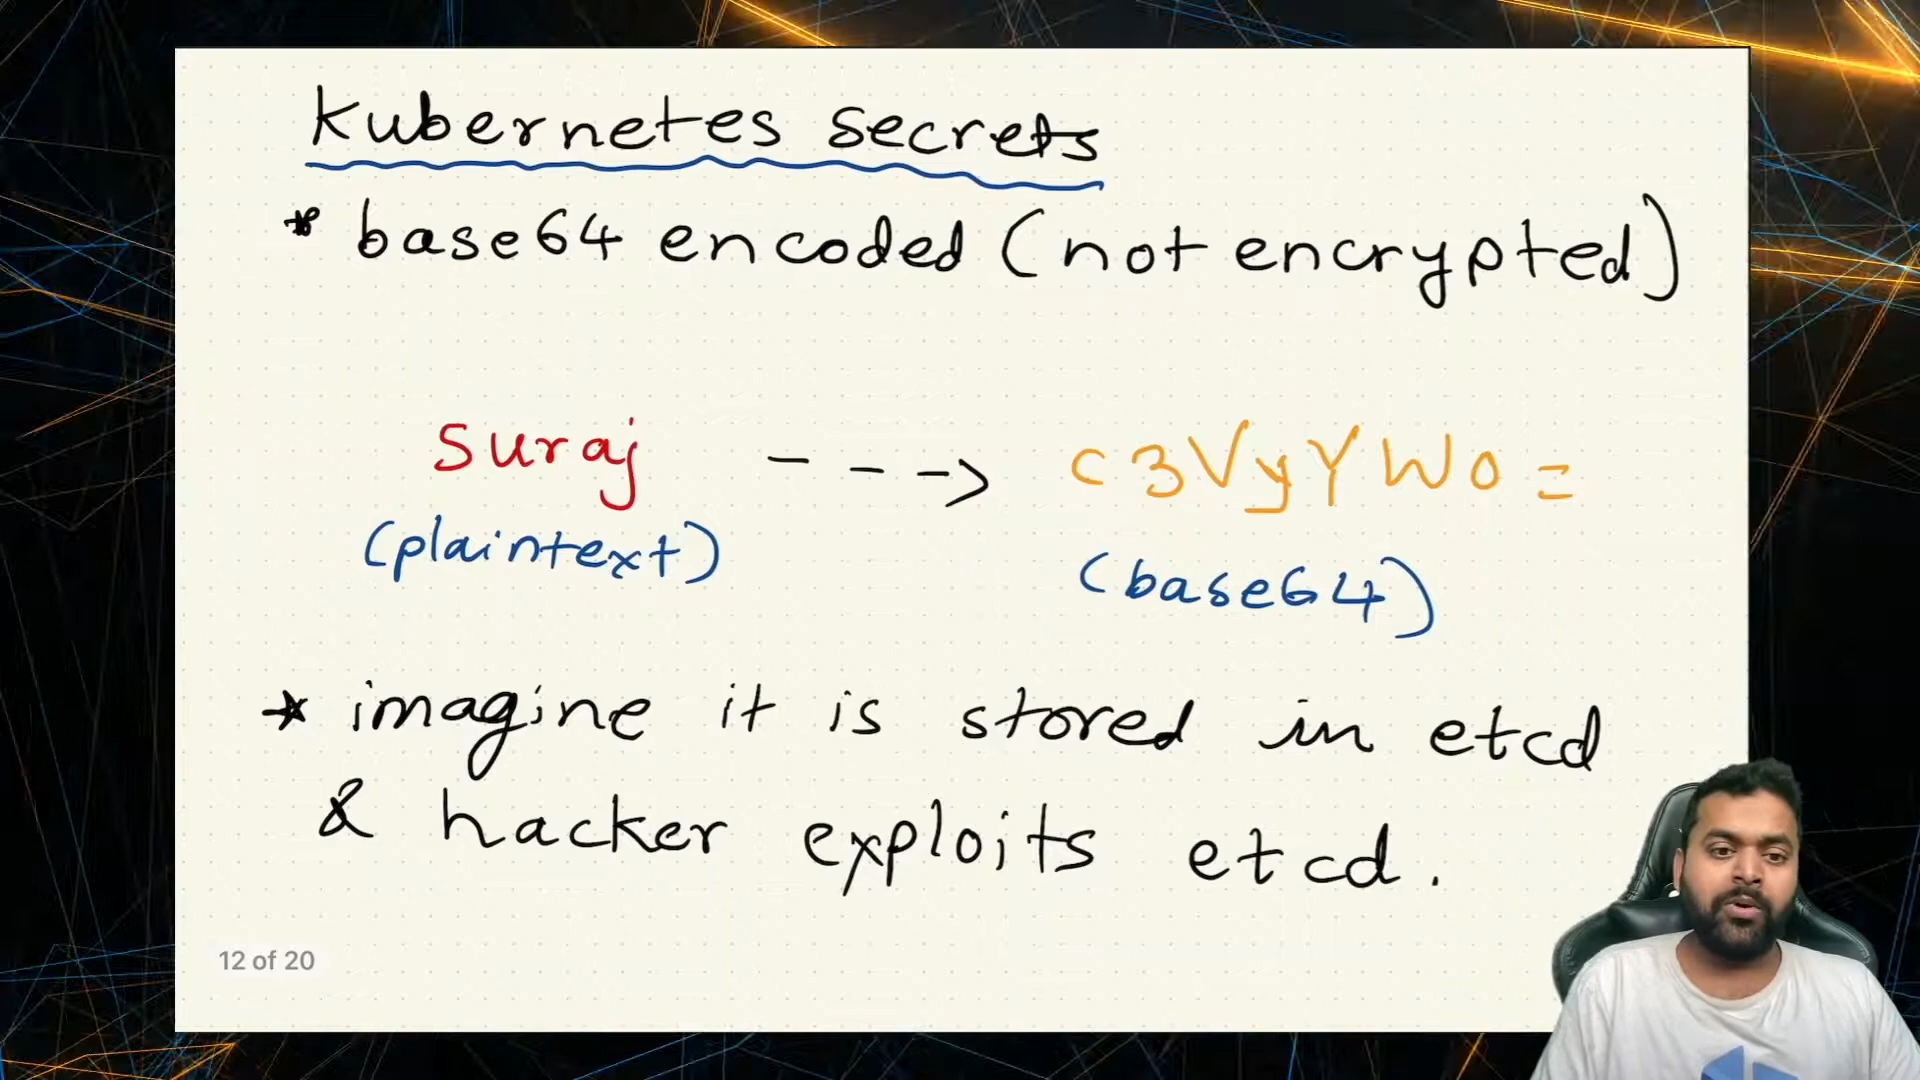 Kubernetes secrets
* base64 encoded (not encrypted)
suraj ---> c3VyYW0=
(plaintext) (base64)
* imagine it is stored in etcd
& hacker exploits etcd.
12 of 20